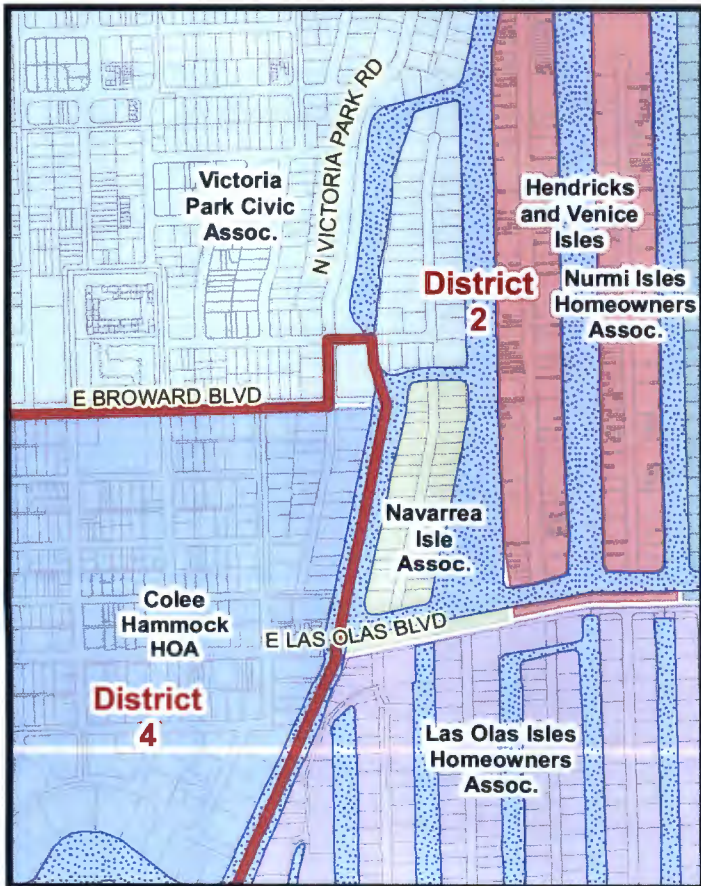 Victoria
Park Civic
Assoc.
N VICTORIA PARK RD
Hendricks
and Venice
Isles
District
2
Nurmi Isles
Homeowners
Assoc.
E BROWARD BLVD
Navarrea
Isle
Assoc.
Colee
Hammock
HOA
E LAS OLAS BLVD
District
4
Las Olas Isles
Homeowners
Assoc.